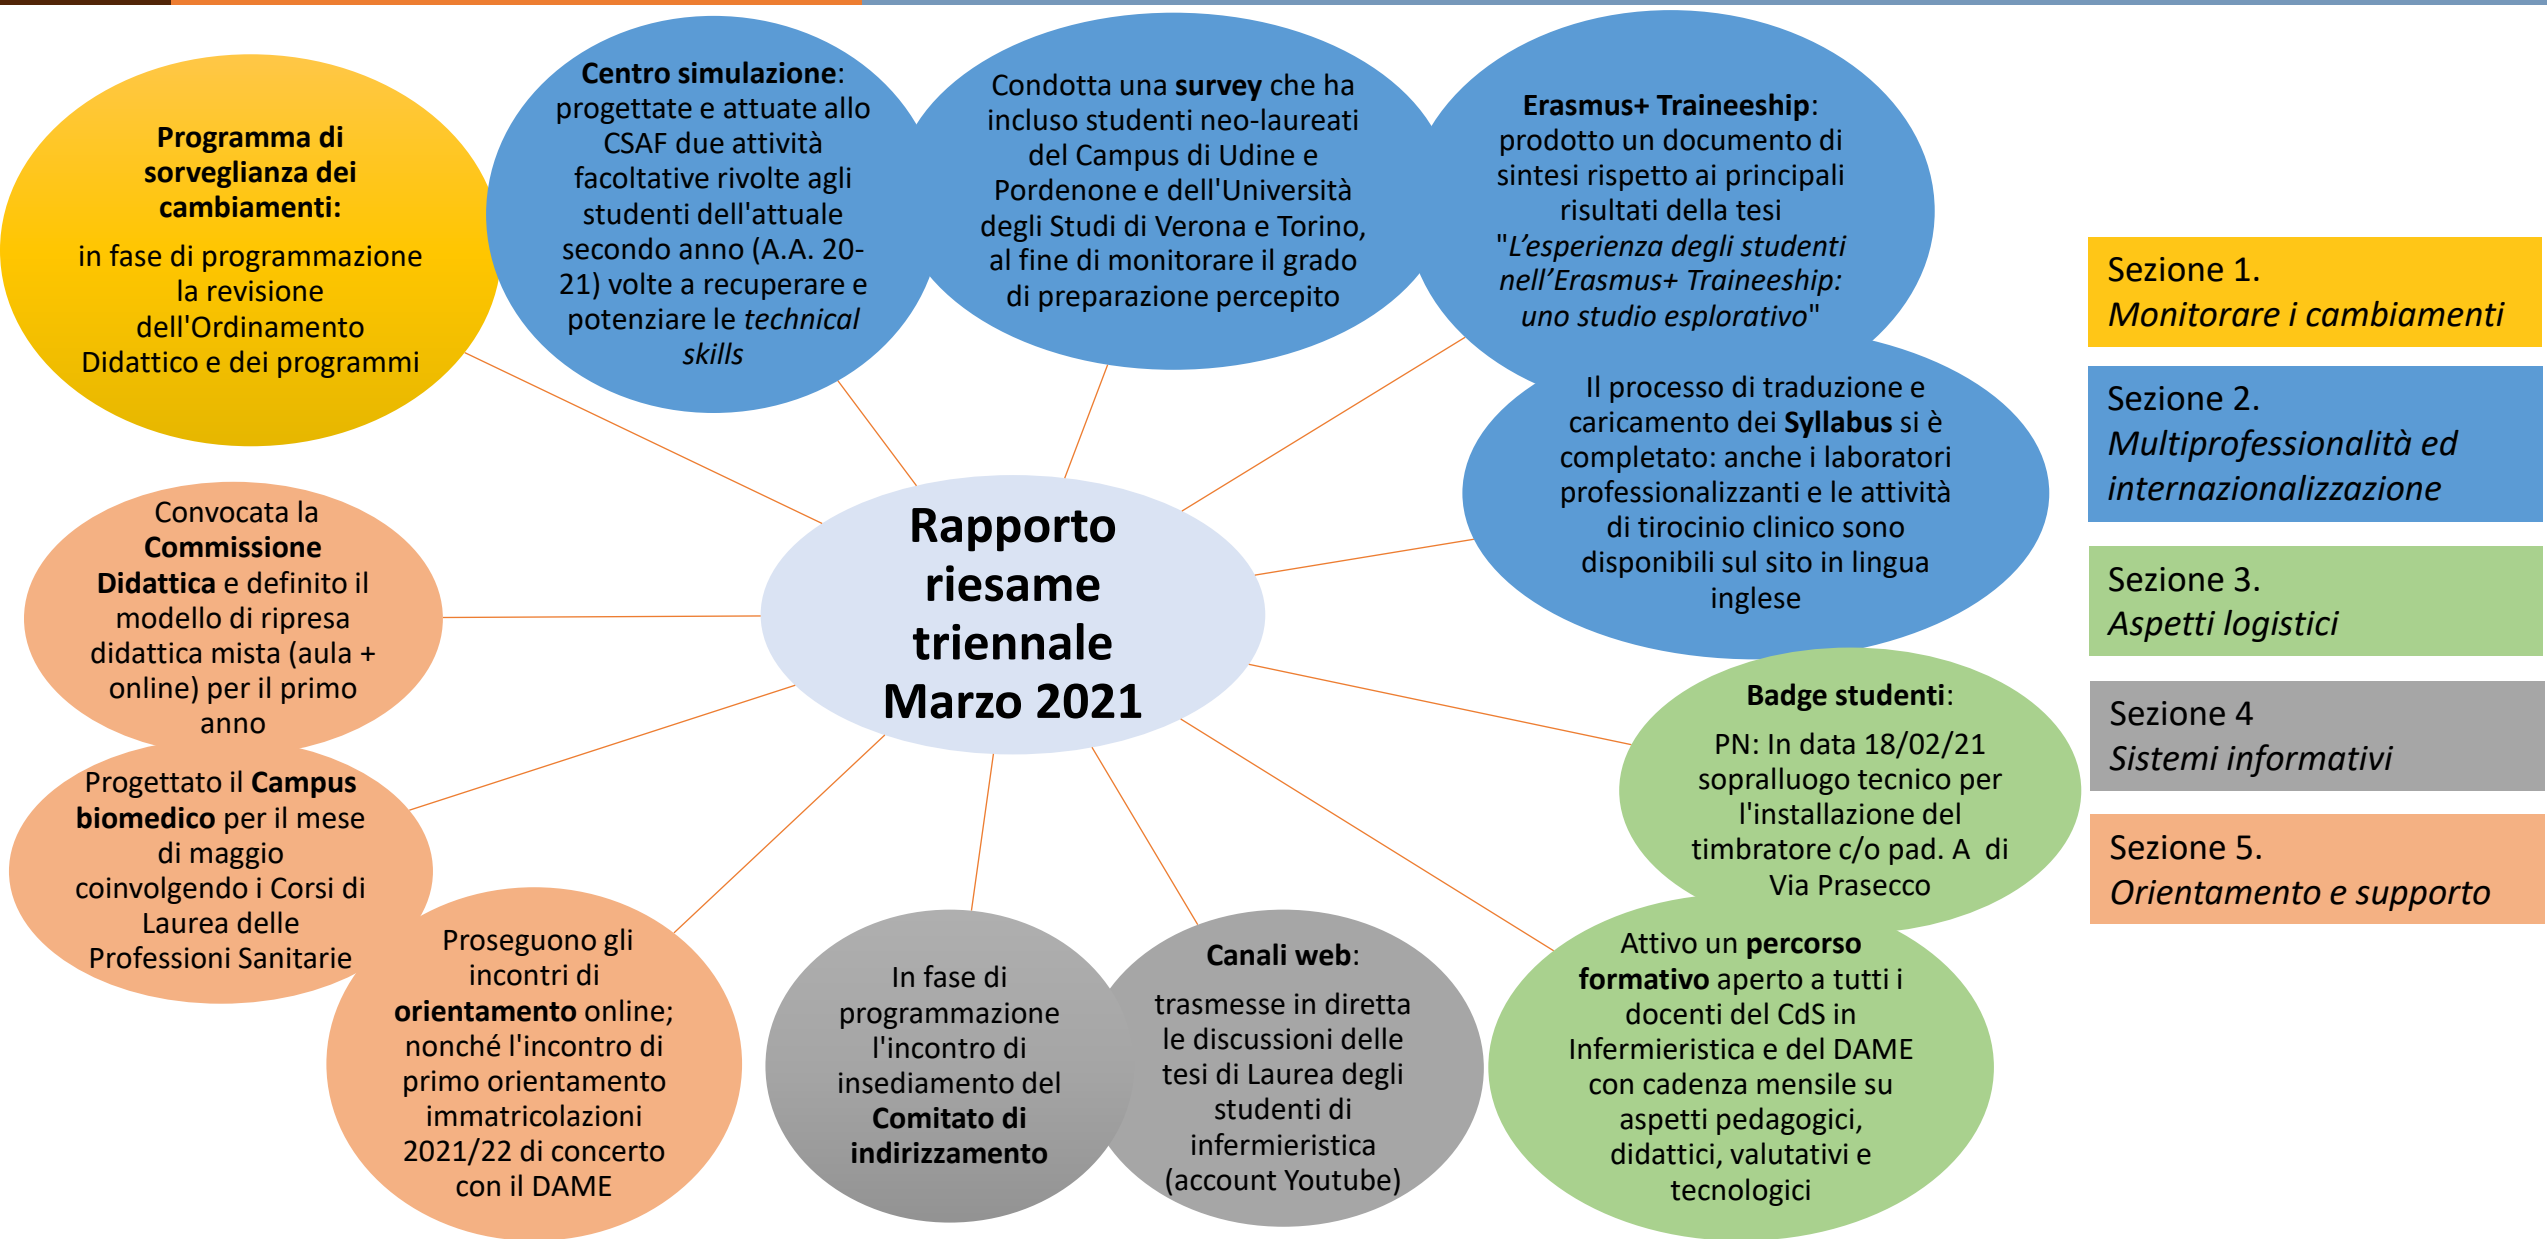 Programma di
sorveglianza dei
cambiamenti:
in fase di programmazione
la revisione
dell'Ordinamento
Didattico e dei programmi
Centro simulazione:
progettate e attuate allo
CSAF due attività
facoltative rivolte agli
studenti dell'attuale
secondo anno (A.A. 20-
21) volte a recuperare e
potenziare le technical
skills
Condotta una survey che ha
incluso studenti neo-laureati
del Campus di Udine e
Pordenone e dell'Università
degli Studi di Verona e Torino,
al fine di monitorare il grado
di preparazione percepito
Erasmus+ Traineeship:
prodotto un documento di
sintesi rispetto ai principali
risultati della tesi
"L’esperienza degli studenti
nell’Erasmus+ Traineeship:
uno studio esplorativo"
Il processo di traduzione e
caricamento dei Syllabus si è
completato: anche i laboratori
professionalizzanti e le attività
di tirocinio clinico sono
disponibili sul sito in lingua
inglese
Badge studenti:
PN: In data 18/02/21
sopralluogo tecnico per
l'installazione del
timbratore c/o pad. A di
Via Prasecco
Attivo un percorso
formativo aperto a tutti i
docenti del CdS in
Infermieristica e del DAME
con cadenza mensile su
aspetti pedagogici,
didattici, valutativi e
tecnologici
Canali web:
trasmesse in diretta
le discussioni delle
tesi di Laurea degli
studenti di
infermieristica
(account Youtube)
In fase di
programmazione
l'incontro di
insediamento del
Comitato di
indirizzamento
Proseguono gli
incontri di
orientamento online;
nonché l'incontro di
primo orientamento
immatricolazioni
2021/22 di concerto
con il DAME
Progettato il Campus
biomedico per il mese
di maggio
coinvolgendo i Corsi di
Laurea delle
Professioni Sanitarie
Convocata la
Commissione
Didattica e definito il
modello di ripresa
didattica mista (aula +
online) per il primo
anno
Rapporto
riesame
triennale
Marzo 2021
Sezione 1.
Monitorare i cambiamenti
Sezione 2.
Multiprofessionalità ed
internazionalizzazione
Sezione 3.
Aspetti logistici
Sezione 4
Sistemi informativi
Sezione 5.
Orientamento e supporto